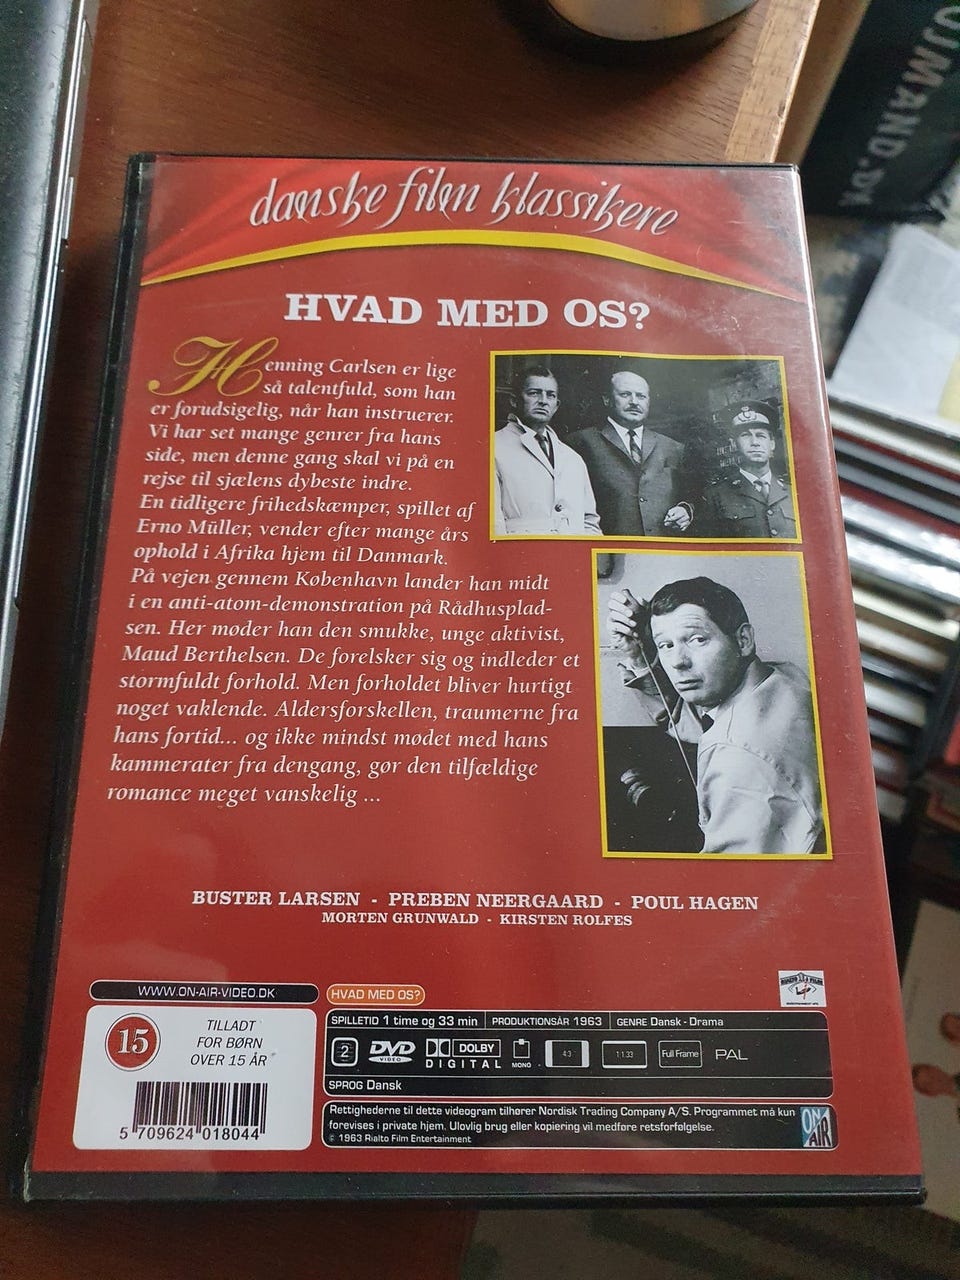 OJMAND.DK
danske film klassikere
HVAD MED OS?
Henning Carlsen er lige
så talentfuld, som han
er forudsigelig, når han instruerer.
Vi har set mange genrer fra hans
side, men denne gang skal vi på en
rejse til sjælens dybeste indre.
En tidligere frihedskæmper, spillet af
Erno Müller, vender efter mange års
ophold i Afrika hjem til Danmark.
På vejen gennem København lander han midt
i en anti-atom-demonstration på Rådhusplad-
sen. Her møder han den smukke, unge aktivist,
Maud Berthelsen. De forelsker sig og indleder et
stormfuldt forhold. Men forholdet bliver hurtigt
noget vaklende. Aldersforskellen, traumerne fra
hans fortid... og ikke mindst mødet med hans
kammerater fra dengang, gør den tilfældige
romance meget vanskelig ...
BUSTER LARSEN - PREBEN NEERGAARD - POUL HAGEN
MORTEN GRUNWALD - KIRSTEN ROLFES
WWW.ON-AIR-VIDEO.DK
HVAD MED OS?
15
TILLADT
FOR BØRN
OVER 15 ÅR
5 709624 018044
SPILLETID 1 time og 33 min PRODUKTIONSÅR 1963 GENRE Dansk - Drama
2 DVD VIDEO DOLBY DIGITAL MONO 4:3 1:1.33 Full Frame PAL
SPROG Dansk
Rettighederne til dette videogram tilhører Nordisk Trading Company A/S. Programmet må kun
forevises i private hjem. Ulovlig brug eller kopiering vil medføre retsforfølgelse.
© 1963 Rialto Film Entertainment
ON AIR